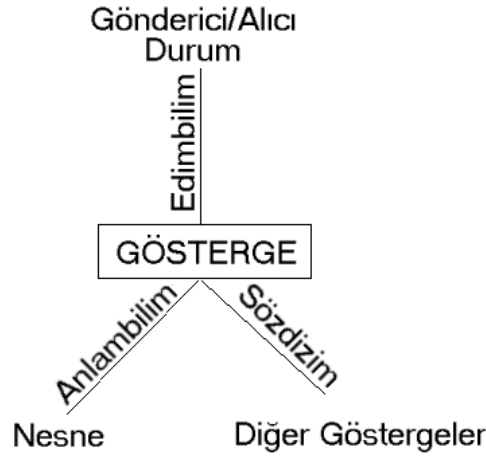 Gönderici/Alıcı
Durum
Edimbilim
GÖSTERGE
Anlambilim
Sözdizim
Nesne
Diğer Göstergeler